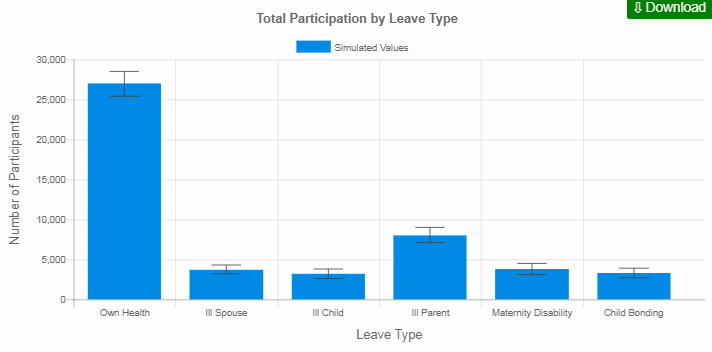 ⇩ Download
Total Participation by Leave Type
Simulated Values
30,000
25,000
20,000
15,000
10,000
5,000
0
Number of Participants
Own Health
Ill Spouse
Ill Child
Ill Parent
Maternity Disability
Child Bonding
Leave Type